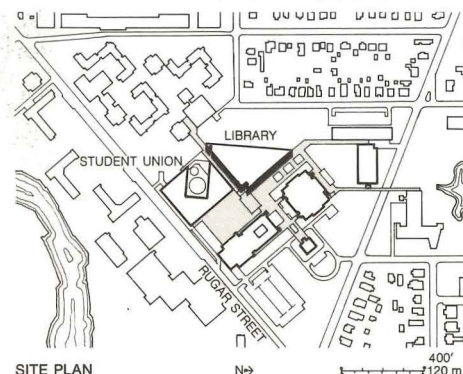 LIBRARY
STUDENT UNION
RUGAR STREET
SITE PLAN
N→
400'
120 m